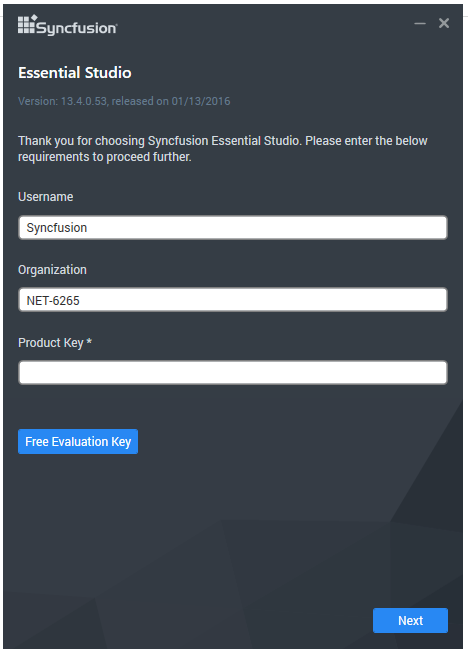 Syncfusion
Essential Studio
Version: 13.4.0.53, released on 01/13/2016
Thank you for choosing Syncfusion Essential Studio. Please enter the below
requirements to proceed further.
Username
Syncfusion
Organization
NET-6265
Product Key *
Free Evaluation Key
Next